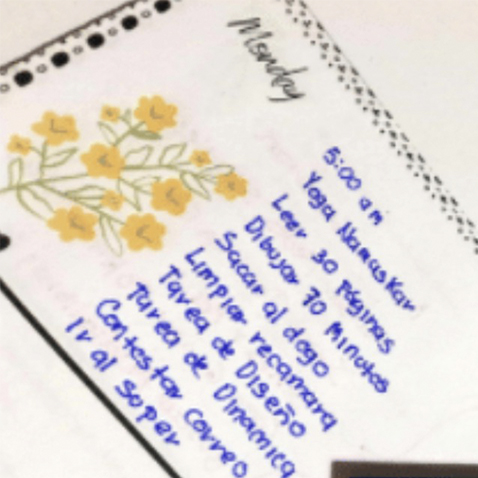 Monday
5:00 am
Yoga Namaskar
Leer 30 Páginas
Dibujar 70 Minutos
Sacar al dogo
Limpiar recamara
Tarea de Diseño
Tarea de Dinamica
Contestar Correo
Ir al super